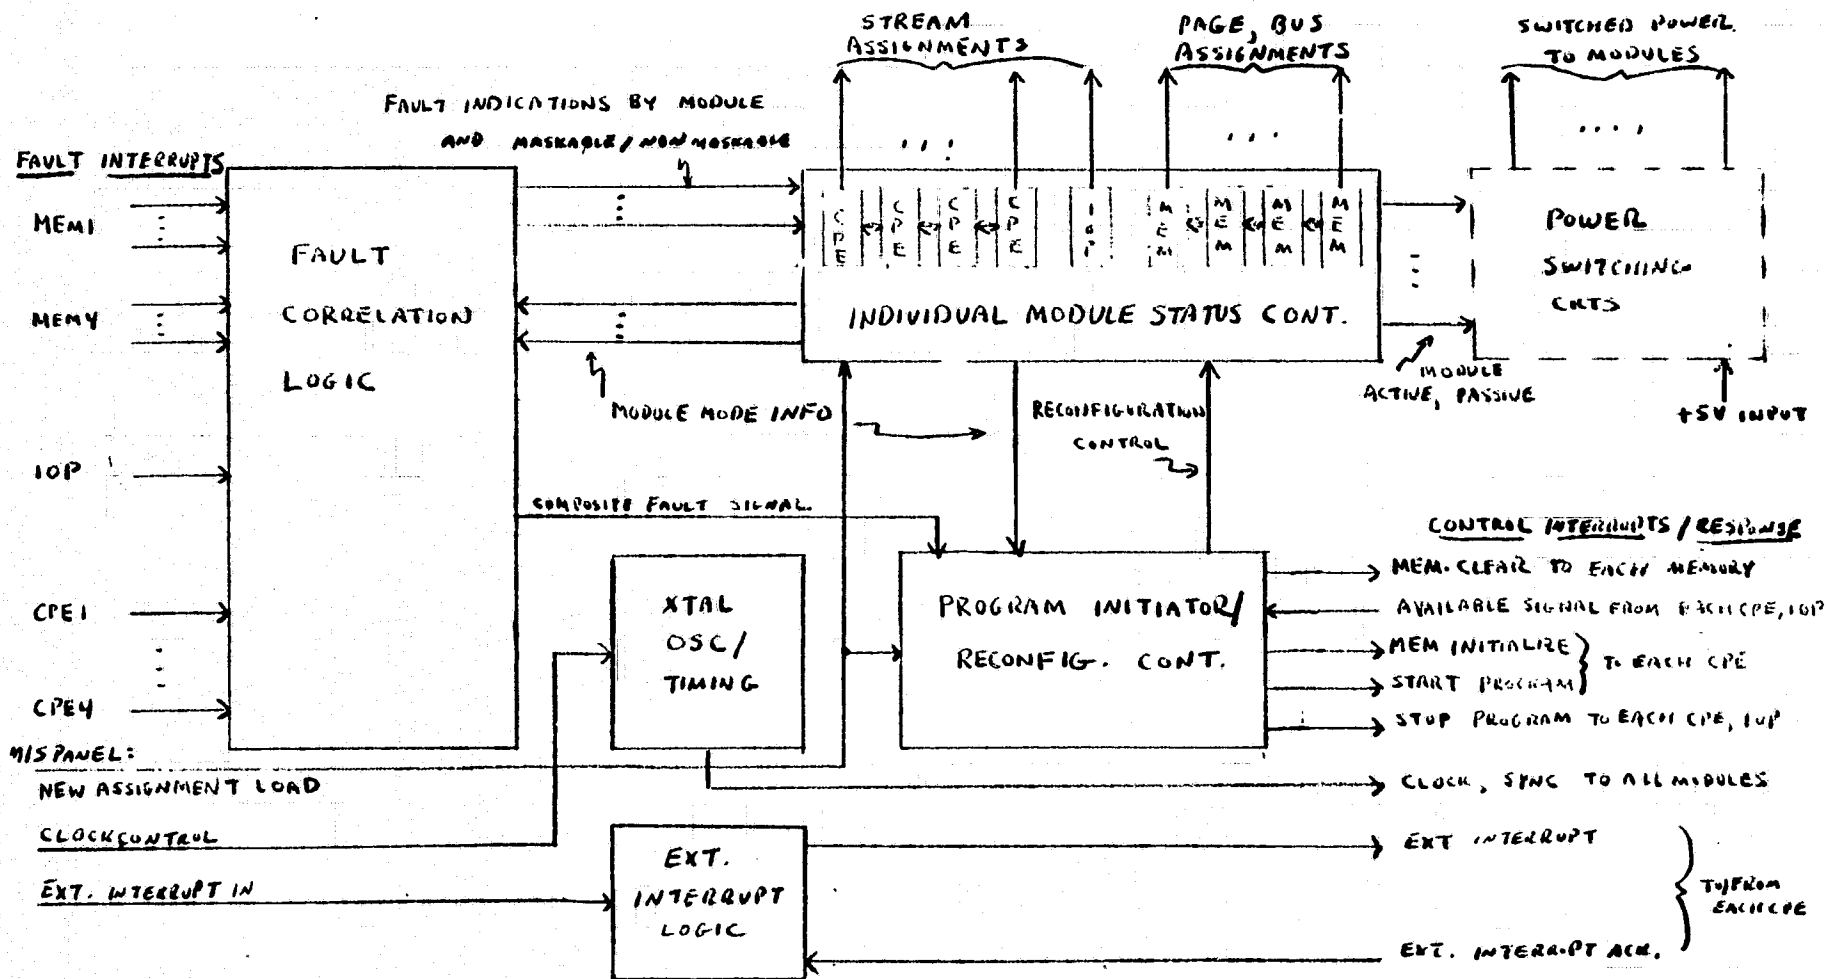 STREAM
ASSIGNMENTS
PAGE, BUS
ASSIGNMENTS
SWITCHED POWER
TO MODULES
FAULT INDICATIONS BY MODULE
AND MASKABLE/NON MASKABLE
FAULT INTERRUPTS
MEM1
MEM4
IOP
CPE1
CPE4
FAULT
CORRELATION
LOGIC
CPE
CPE
CPE
CPE
IOP
MEM
MEM
MEM
MEM
INDIVIDUAL MODULE STATUS CONT.
POWER
SWITCHING
CKTS
MODULE
ACTIVE, PASSIVE
+5V INPUT
MODULE MODE INFO
RECONFIGURATION
CONTROL
COMPOSITE FAULT SIGNAL.
XTAL
OSC/
TIMING
PROGRAM INITIATOR/
RECONFIG. CONT.
CONTROL INTERRUPTS/RESPONSE
MEM. CLEAR TO EACH MEMORY
AVAILABLE SIGNAL FROM EACH CPE, IOP
MEM INITIALIZE
START PROGRAM
TO EACH CPE
STOP PROGRAM TO EACH CPE, IOP
M/S PANEL:
NEW ASSIGNMENT LOAD
CLOCK, SYNC TO ALL MODULES
CLOCK CONTROL
EXT. INTERRUPT IN
EXT.
INTERRUPT
LOGIC
EXT INTERRUPT
EXT. INTERRUPT ACK.
TO/FROM
EACH CPE